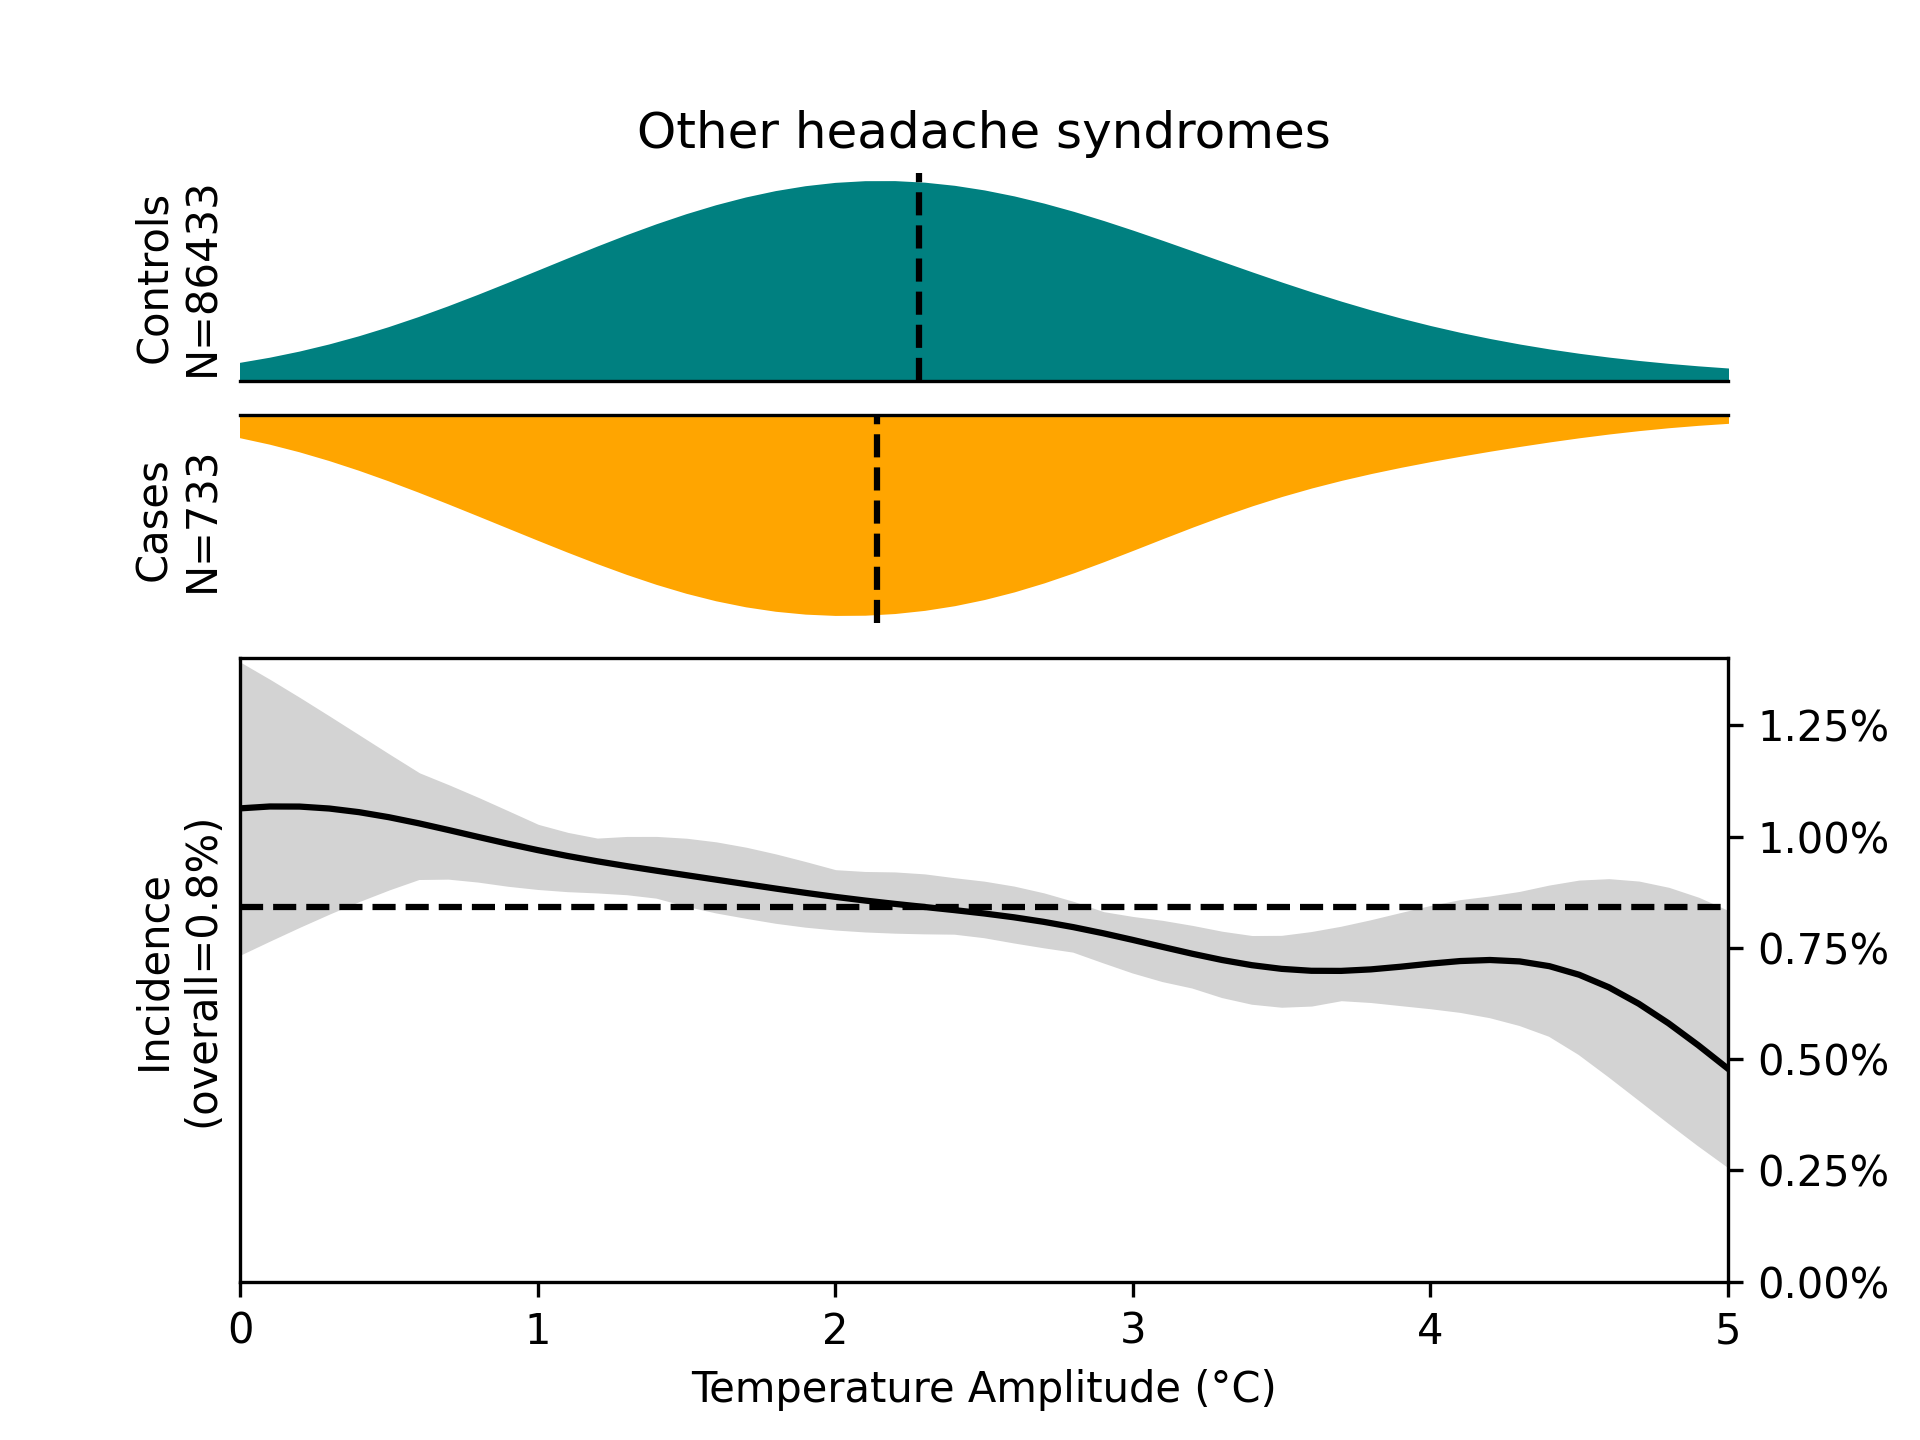 Other headache syndromes
Controls
N=86433
Cases
N=733
Incidence
(overall=0.8%)
1.25%
1.00%
0.75%
0.50%
0.25%
0.00%
0
1
2
3
4
5
Temperature Amplitude (°C)